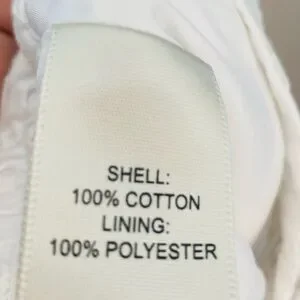 SHELL:
100% COTTON
LINING:
100% POLYESTER